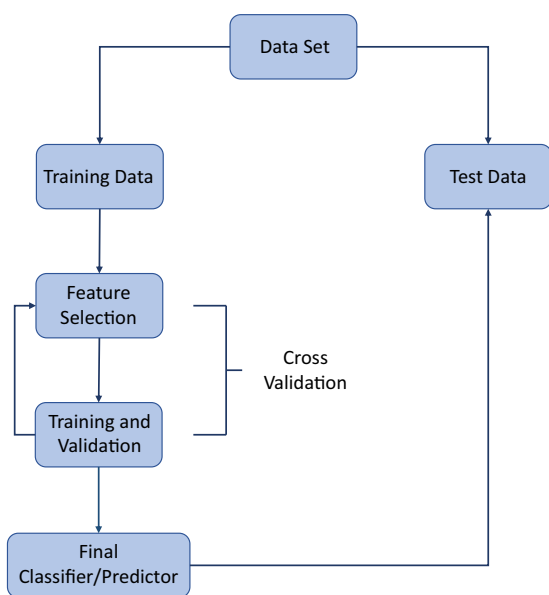 Data Set
Training Data
Test Data
Feature
Selection
Cross
Validation
Training and
Validation
Final
Classifier/Predictor